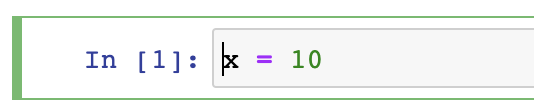 In [1]: x = 10